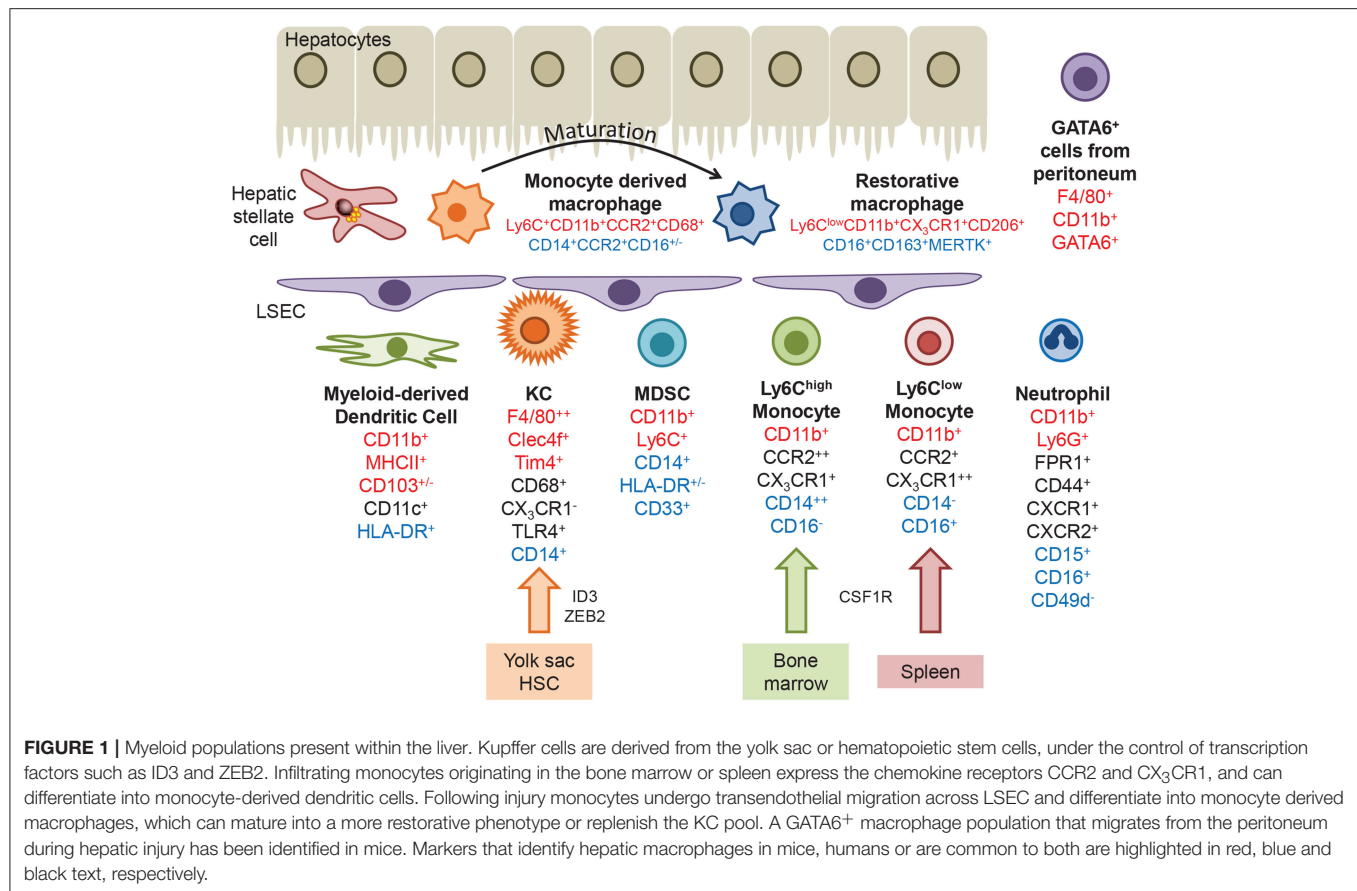 Hepatocytes
Maturation
GATA6⁺
cells from
peritoneum
F4/80⁺
CD11b⁺
GATA6⁺
Hepatic
stellate
cell
Monocyte derived
macrophage
Ly6C⁺CD11b⁺CCR2⁺CD68⁺
CD14⁺CCR2⁺CD16⁺/⁻
Restorative
macrophage
Ly6CˡᵒʷCD11b⁺CX₃CR1⁺CD206⁺
CD16⁺CD163⁺MERTK⁺
LSEC
Myeloid-derived
Dendritic Cell
CD11b⁺
MHCII⁺
CD103⁺/⁻
CD11c⁺
HLA-DR⁺
KC
F4/80⁺⁺
Clec4f⁺
Tim4⁺
CD68⁺
CX₃CR1⁻
TLR4⁺
CD14⁺
MDSC
CD11b⁺
Ly6C⁺
CD14⁺
HLA-DR⁺/⁻
CD33⁺
Ly6Cʰⁱᵍʰ
Monocyte
CD11b⁺
CCR2⁺⁺
CX₃CR1⁺
CD14⁺⁺
CD16⁻
Ly6Cˡᵒʷ
Monocyte
CD11b⁺
CCR2⁺
CX₃CR1⁺⁺
CD14⁻
CD16⁺
Neutrophil
CD11b⁺
Ly6G⁺
FPR1⁺
CD44⁺
CXCR1⁺
CXCR2⁺
CD15⁺
CD16⁺
CD49d⁻
ID3
ZEB2
CSF1R
Yolk sac
HSC
Bone
marrow
Spleen
FIGURE 1 | Myeloid populations present within the liver. Kupffer cells are derived from the yolk sac or hematopoietic stem cells, under the control of transcription
factors such as ID3 and ZEB2. Infiltrating monocytes originating in the bone marrow or spleen express the chemokine receptors CCR2 and CX₃CR1, and can
differentiate into monocyte-derived dendritic cells. Following injury monocytes undergo transendothelial migration across LSEC and differentiate into monocyte derived
macrophages, which can mature into a more restorative phenotype or replenish the KC pool. A GATA6⁺ macrophage population that migrates from the peritoneum
during hepatic injury has been identified in mice. Markers that identify hepatic macrophages in mice, humans or are common to both are highlighted in red, blue and
black text, respectively.